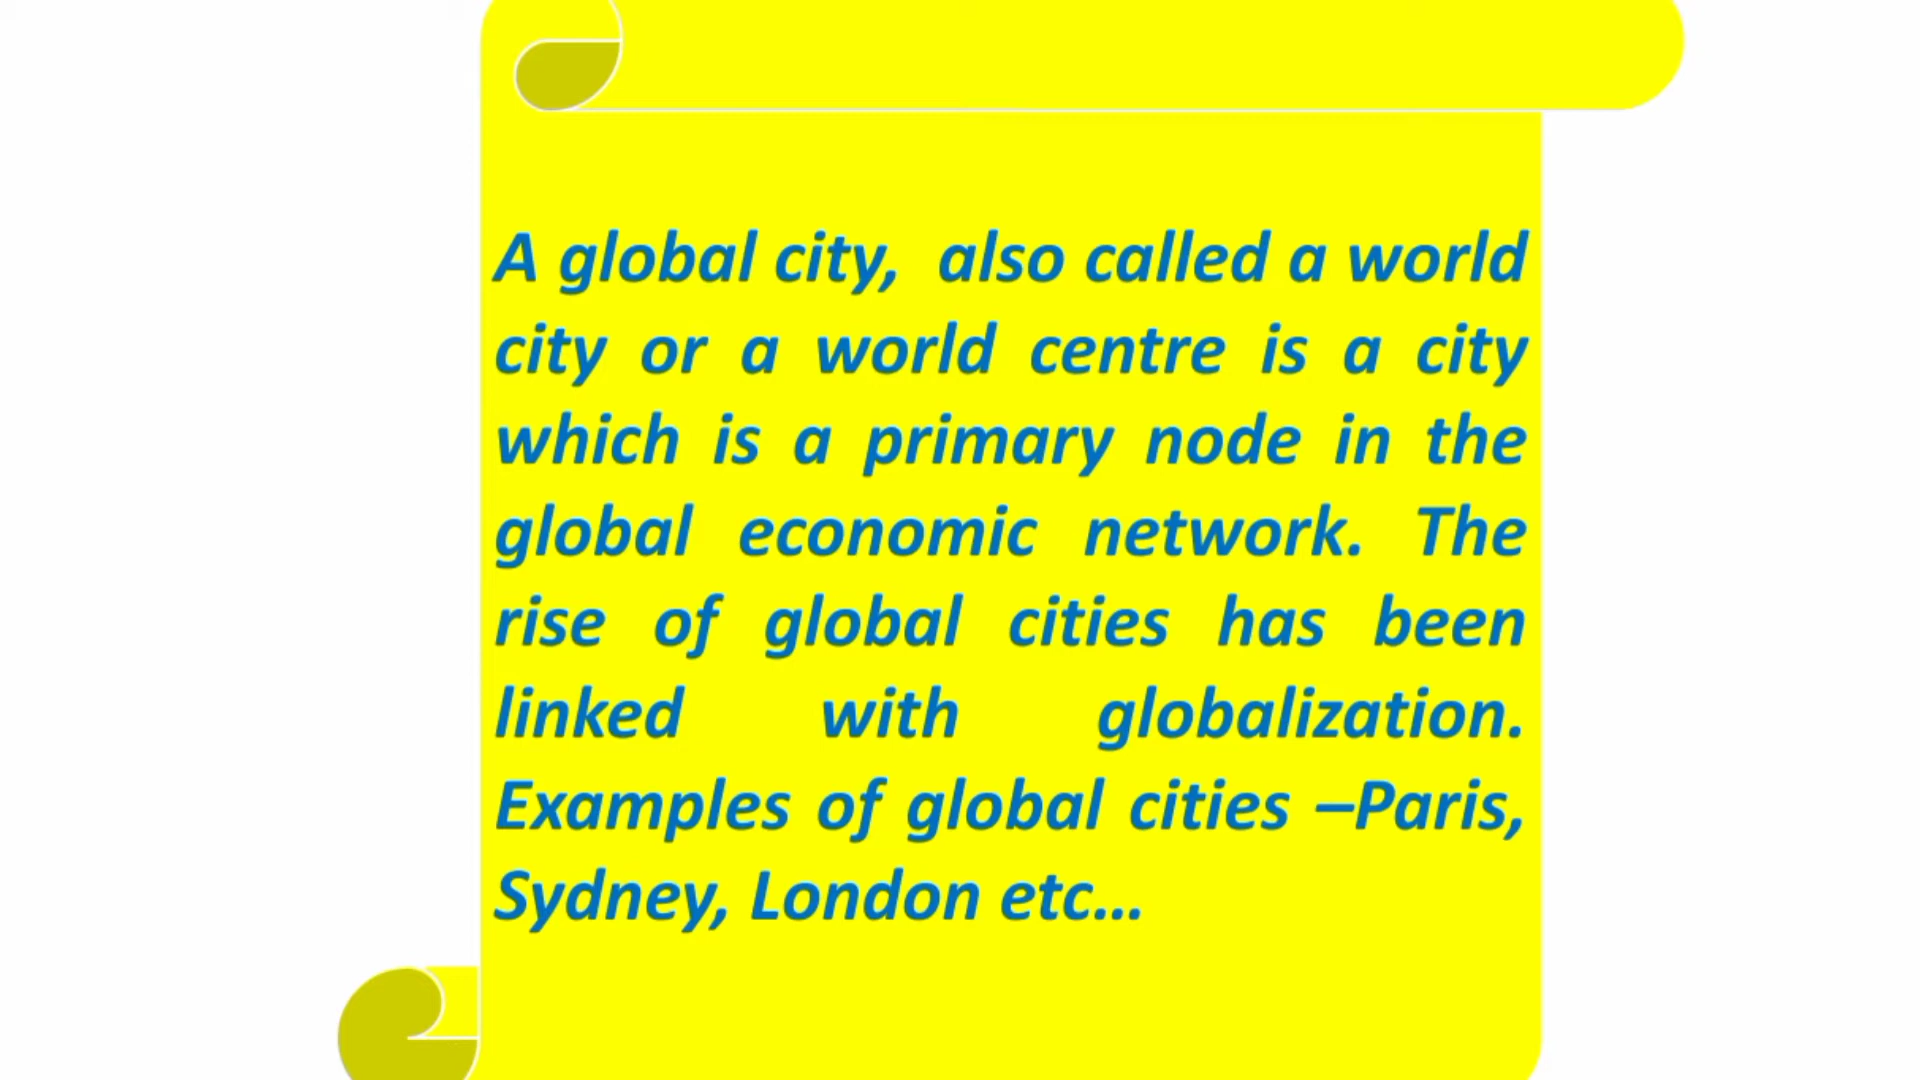 A global city,  also called a world
city or a world centre is a city
which is a primary node in the
global economic network. The
rise of global cities has been
linked with globalization.
Examples of global cities –Paris,
Sydney, London etc...